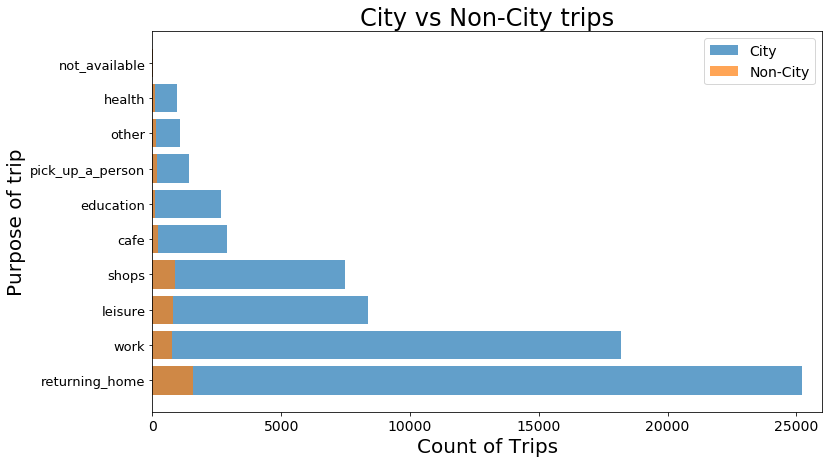 City vs Non-City trips
City
Non-City
Purpose of trip
not_available
health
other
pick_up_a_person
education
cafe
shops
leisure
work
returning_home
0 5000 10000 15000 20000 25000
Count of Trips